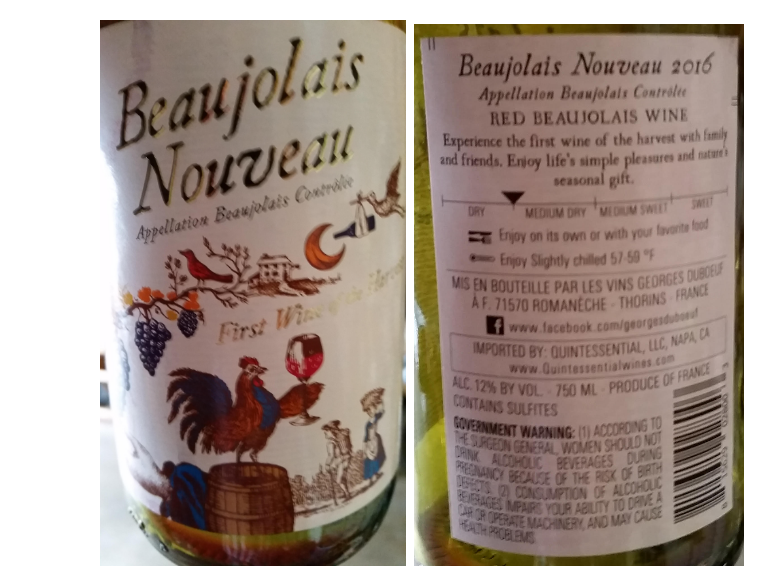 Beaujolais
Nouveau
Appellation Beaujolais Contrôlée
First Wine of the Harvest
Beaujolais Nouveau 2016
Appellation Beaujolais Contrôlée
RED BEAUJOLAIS WINE
Experience the first wine of the harvest with family
and friends. Enjoy life's simple pleasures and nature's
seasonal gift.
DRY MEDIUM DRY MEDIUM SWEET SWEET
Enjoy on its own or with your favorite food
Enjoy Slightly chilled 57-59 °F
MIS EN BOUTEILLE PAR LES VINS GEORGES DUBOEUF
À F. 71570 ROMANÈCHE - THORINS - FRANCE
f www.facebook.com/georgesduboeuf
IMPORTED BY: QUINTESSENTIAL, LLC, NAPA, CA
www.Quintessentialwines.com
ALC. 12% BY VOL. - 750 ML - PRODUCE OF FRANCE
CONTAINS SULFITES
GOVERNMENT WARNING: (1) ACCORDING TO
THE SURGEON GENERAL, WOMEN SHOULD NOT
DRINK ALCOHOLIC BEVERAGES DURING
PREGNANCY BECAUSE OF THE RISK OF BIRTH
DEFECTS. (2) CONSUMPTION OF ALCOHOLIC
BEVERAGES IMPAIRS YOUR ABILITY TO DRIVE A
CAR OR OPERATE MACHINERY, AND MAY CAUSE
HEALTH PROBLEMS.